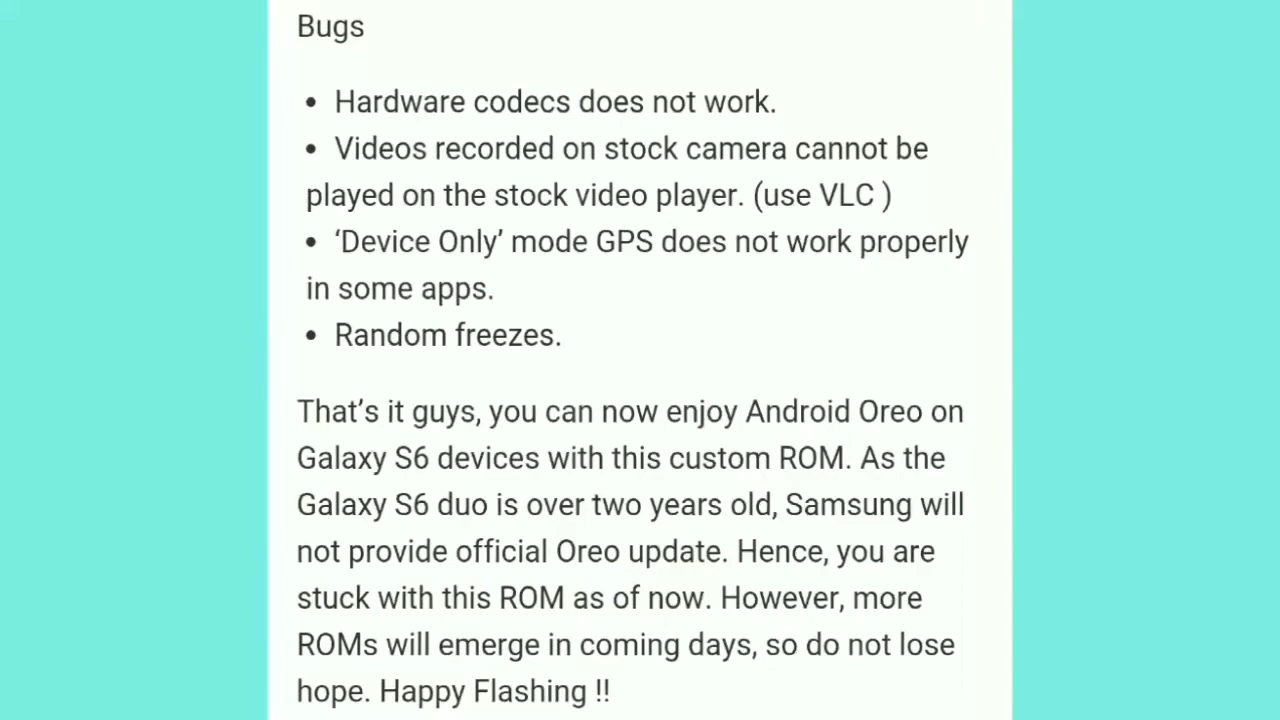 Bugs
• Hardware codecs does not work.
• Videos recorded on stock camera cannot be
played on the stock video player. (use VLC )
• ‘Device Only’ mode GPS does not work properly
in some apps.
• Random freezes.
That’s it guys, you can now enjoy Android Oreo on
Galaxy S6 devices with this custom ROM. As the
Galaxy S6 duo is over two years old, Samsung will
not provide official Oreo update. Hence, you are
stuck with this ROM as of now. However, more
ROMs will emerge in coming days, so do not lose
hope. Happy Flashing !!